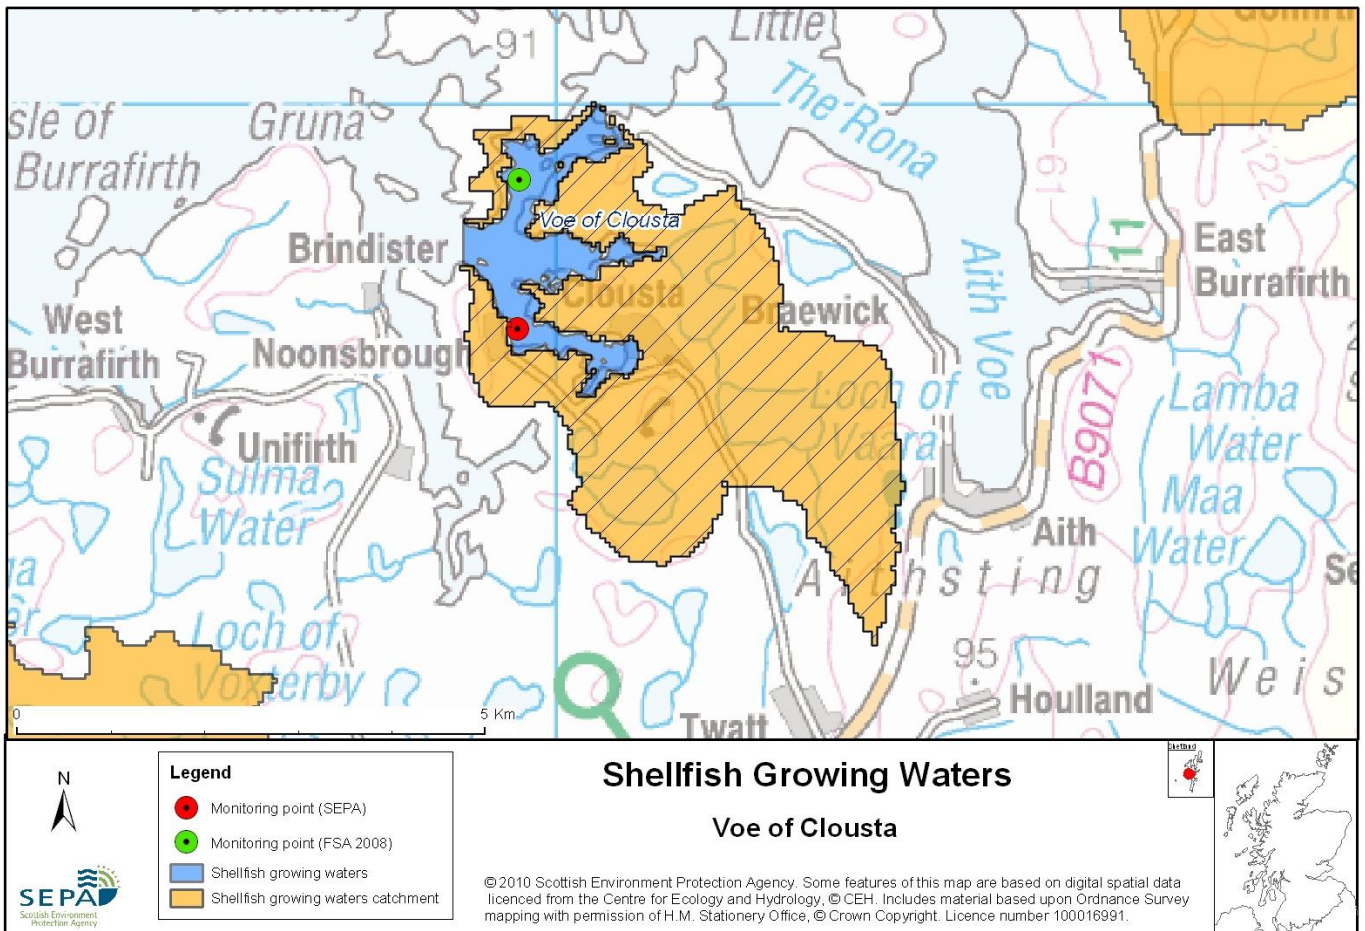 Little
91
The Rona
Gruna
sle of
Burrafirth
122
61
11
Voe of Clousta
Brindister
East
Burrafirth
Aith Voe
Clousta
Braewick
West
Burrafirth
Noonsbrough
B9071
Loch of
Vaara
Lamba
Water
Unifirth
Sulma
Water
Maa
Water
Aith
Aithsting
Loch of
Voxterby
95
Weis
Houlland
Twatt
0
5 Km
N
SEPA
Scottish Environment
Protection Agency
Legend
Monitoring point (SEPA)
Monitoring point (FSA 2008)
Shellfish growing waters
Shellfish growing waters catchment
Shellfish Growing Waters
Voe of Clousta
© 2010 Scottish Environment Protection Agency. Some features of this map are based on digital spatial data
licenced from the Centre for Ecology and Hydrology, © CEH. Includes material based upon Ordnance Survey
mapping with permission of H.M. Stationery Office, © Crown Copyright. Licence number 100016991.
Shetland